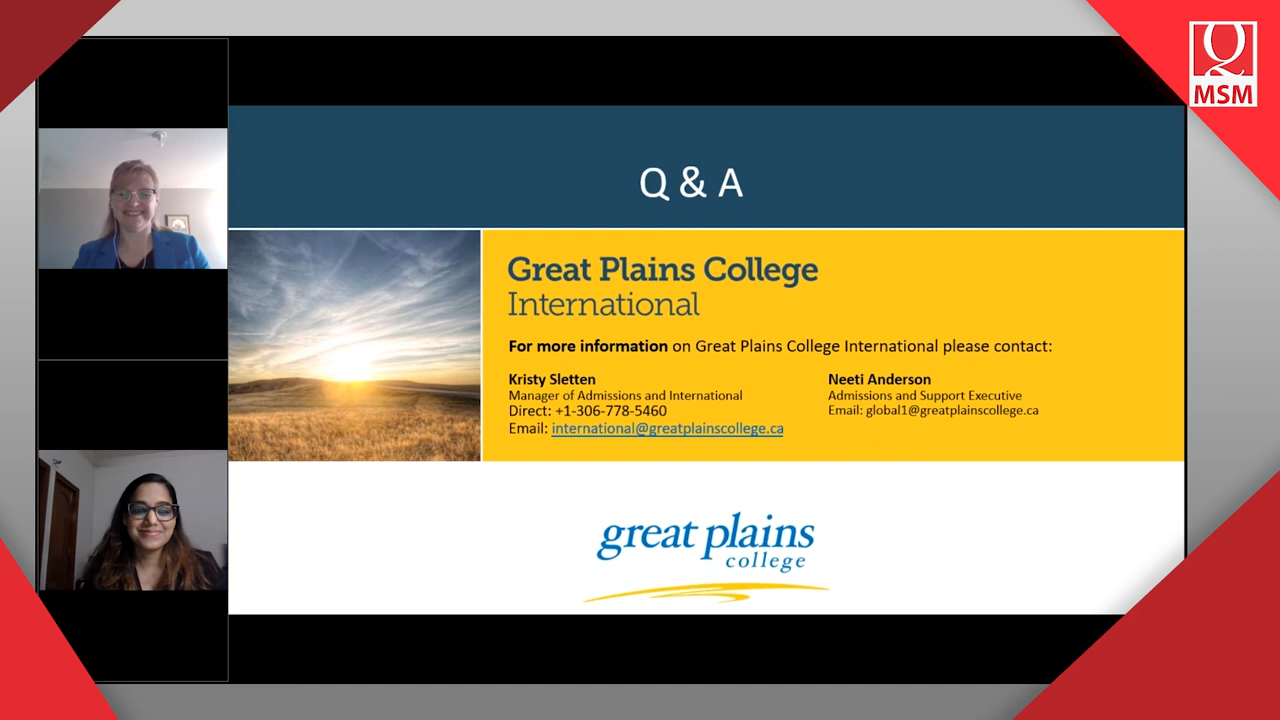 MSM
Q & A
Great Plains College
International
For more information on Great Plains College International please contact:
Kristy Sletten
Manager of Admissions and International
Direct: +1-306-778-5460
Email: international@greatplainscollege.ca
Neeti Anderson
Admissions and Support Executive
Email: global1@greatplainscollege.ca
great plains
college